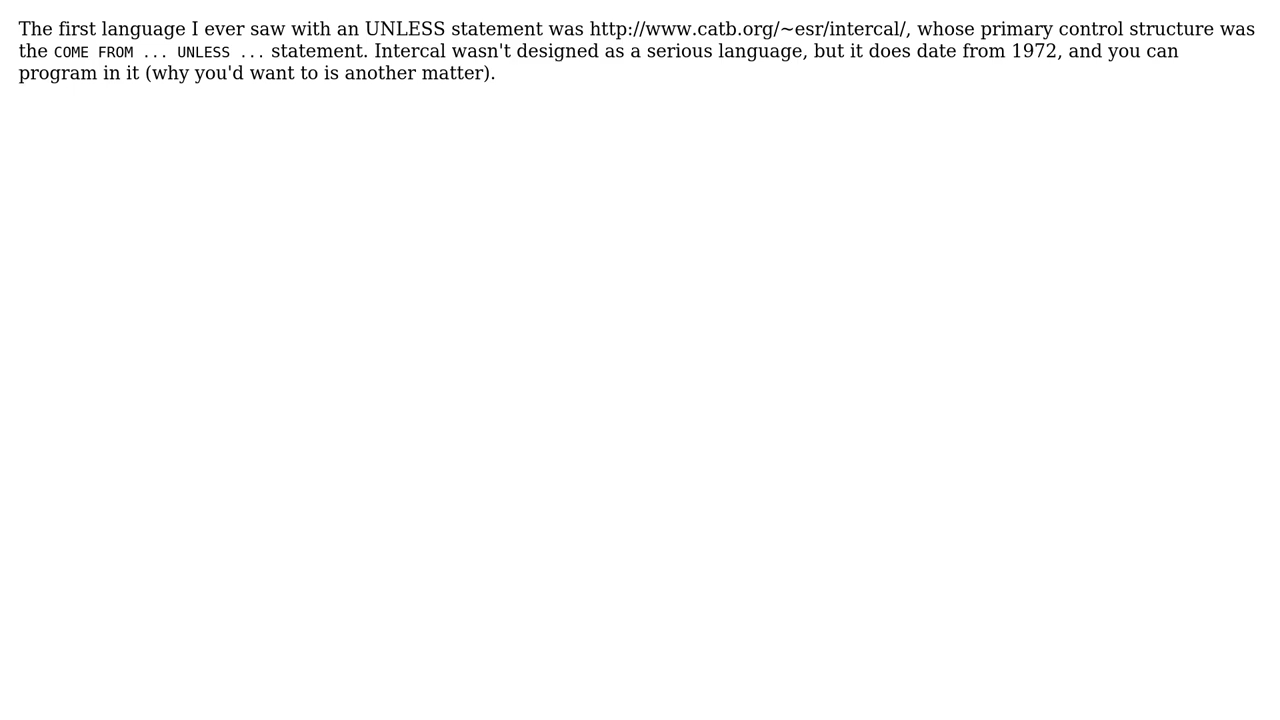 The first language I ever saw with an UNLESS statement was http://www.catb.org/~esr/intercal/, whose primary control structure was
the COME FROM ... UNLESS ... statement. Intercal wasn't designed as a serious language, but it does date from 1972, and you can
program in it (why you'd want to is another matter).